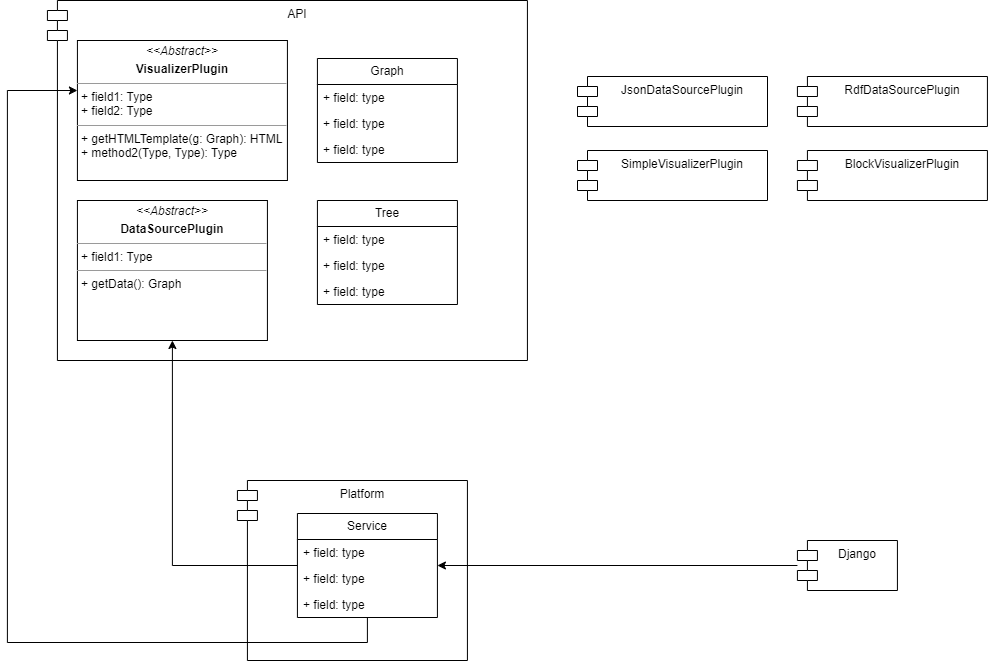 API
<<Abstract>>
VisualizerPlugin
+ field1: Type
+ field2: Type
+ getHTMLTemplate(g: Graph): HTML
+ method2(Type, Type): Type
Graph
+ field: type
+ field: type
+ field: type
<<Abstract>>
DataSourcePlugin
+ field1: Type
+ getData(): Graph
Tree
+ field: type
+ field: type
+ field: type
JsonDataSourcePlugin
RdfDataSourcePlugin
SimpleVisualizerPlugin
BlockVisualizerPlugin
Platform
Service
+ field: type
+ field: type
+ field: type
Django